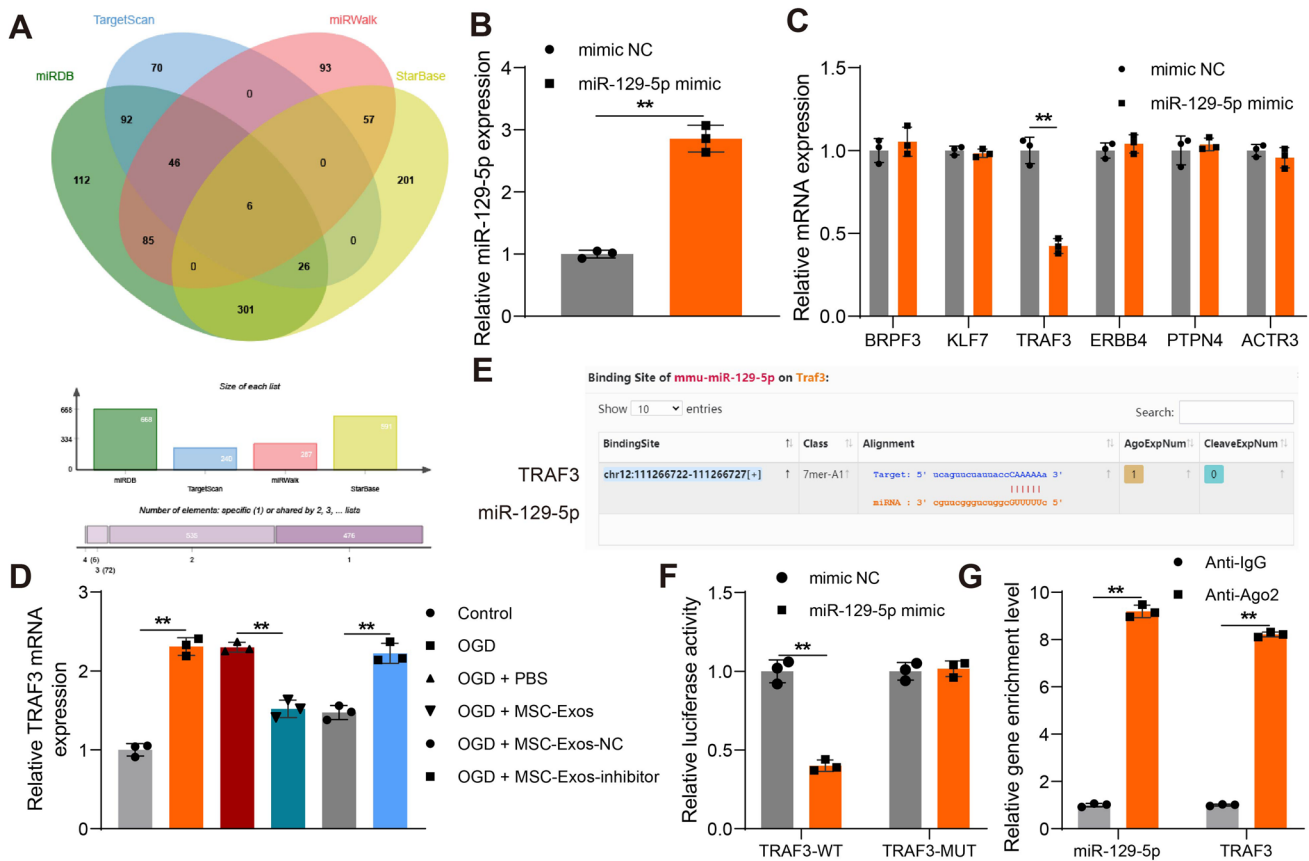 A
TargetScan
miRWalk
miRDB
StarBase
70
93
0
92
57
46
0
112
201
6
85
0
0
26
301
Size of each list
668
334
0
668
240
287
591
miRDB
TargetScan
miRWalk
StarBase
Number of elements: specific (1) or shared by 2, 3, ... lists
535
476
4 (6)
3 (72)
2
1
B
mimic NC
miR-129-5p mimic
Relative miR-129-5p expression
4
3
2
1
0
**
C
mimic NC
miR-129-5p mimic
Relative mRNA expression
1.5
1.0
0.5
0.0
**
BRPF3
KLF7
TRAF3
ERBB4
PTPN4
ACTR3
E
Binding Site of mmu-miR-129-5p on Traf3:
Show 10 entries
Search:
BindingSite
Class
Alignment
AgoExpNum
CleaveExpNum
TRAF3
miR-129-5p
chr12:111266722-111266727[+]
7mer-A1
Target: 5' ucaguucuauuaccCAAAAAa 3'
||||||
miRNA : 3' cguucgggucuggcGUUUUUc 5'
1
0
D
Relative TRAF3 mRNA
expression
3
2
1
0
**
**
**
Control
OGD
OGD + PBS
OGD + MSC-Exos
OGD + MSC-Exos-NC
OGD + MSC-Exos-inhibitor
F
mimic NC
miR-129-5p mimic
Relative luciferase activity
1.5
1.0
0.5
0.0
**
TRAF3-WT
TRAF3-MUT
G
Anti-IgG
Anti-Ago2
Relative gene enrichment level
10
8
6
4
2
0
**
**
miR-129-5p
TRAF3